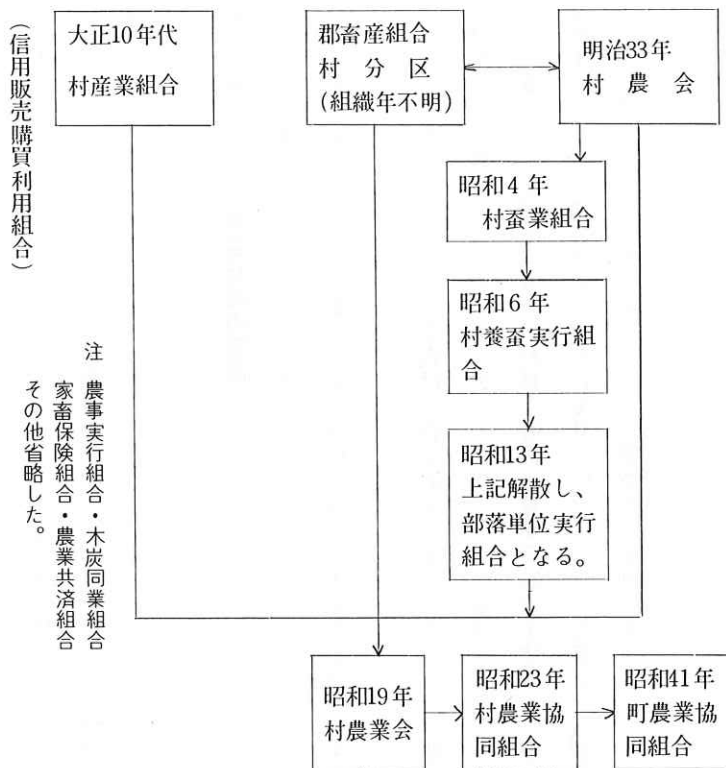 大正10年代
村産業組合
(信用販売購買利用組合)
郡畜産組合
村分区
(組織年不明)
明治33年
村農会
昭和4年
村蚕業組合
昭和6年
村養蚕実行組
合
昭和13年
上記解散し、
部落単位実行
組合となる。
注 農事実行組合・木炭同業組合
家畜保険組合・農業共済組合
その他省略した。
昭和19年
村農業会
昭和23年
村農業協
同組合
昭和41年
町農業協
同組合